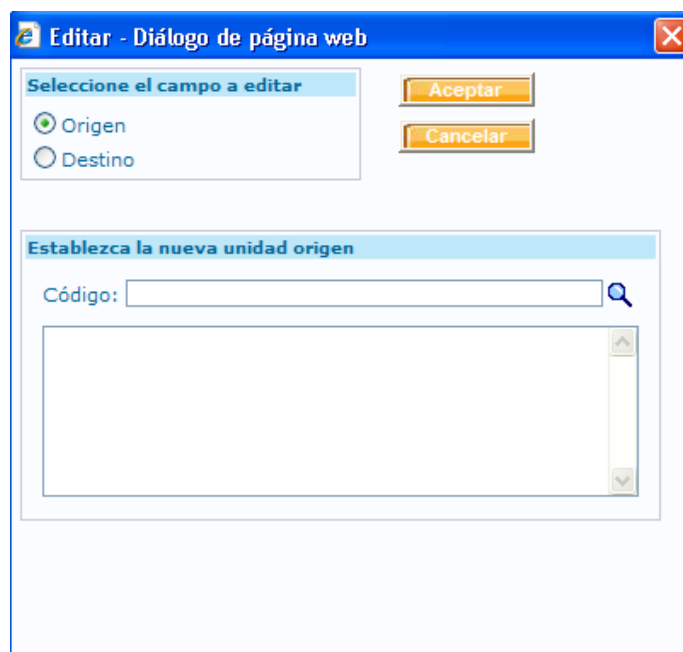 Editar - Diálogo de página web
Seleccione el campo a editar
Origen
Destino
Aceptar
Cancelar
Establezca la nueva unidad origen
Código: